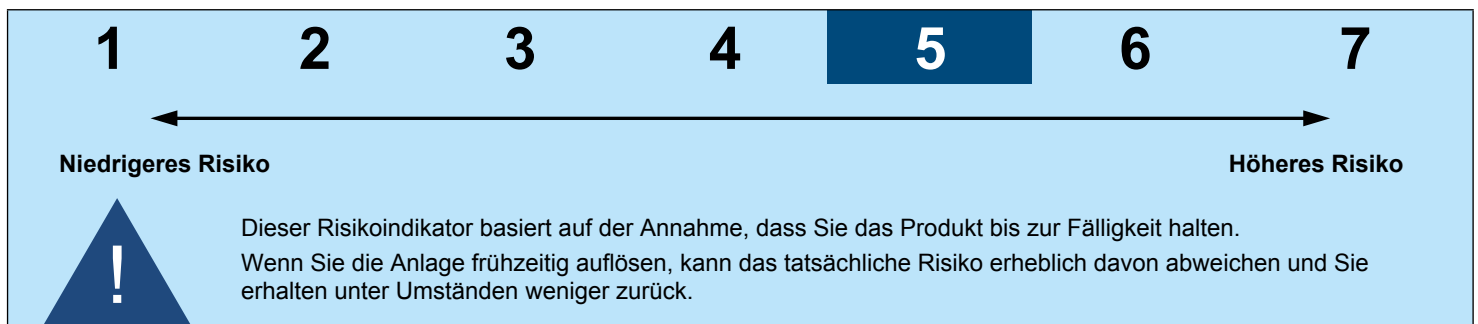 1 2 3 4 5 6 7
Niedrigeres Risiko Höheres Risiko
!
Dieser Risikoindikator basiert auf der Annahme, dass Sie das Produkt bis zur Fälligkeit halten.
Wenn Sie die Anlage frühzeitig auflösen, kann das tatsächliche Risiko erheblich davon abweichen und Sie
erhalten unter Umständen weniger zurück.